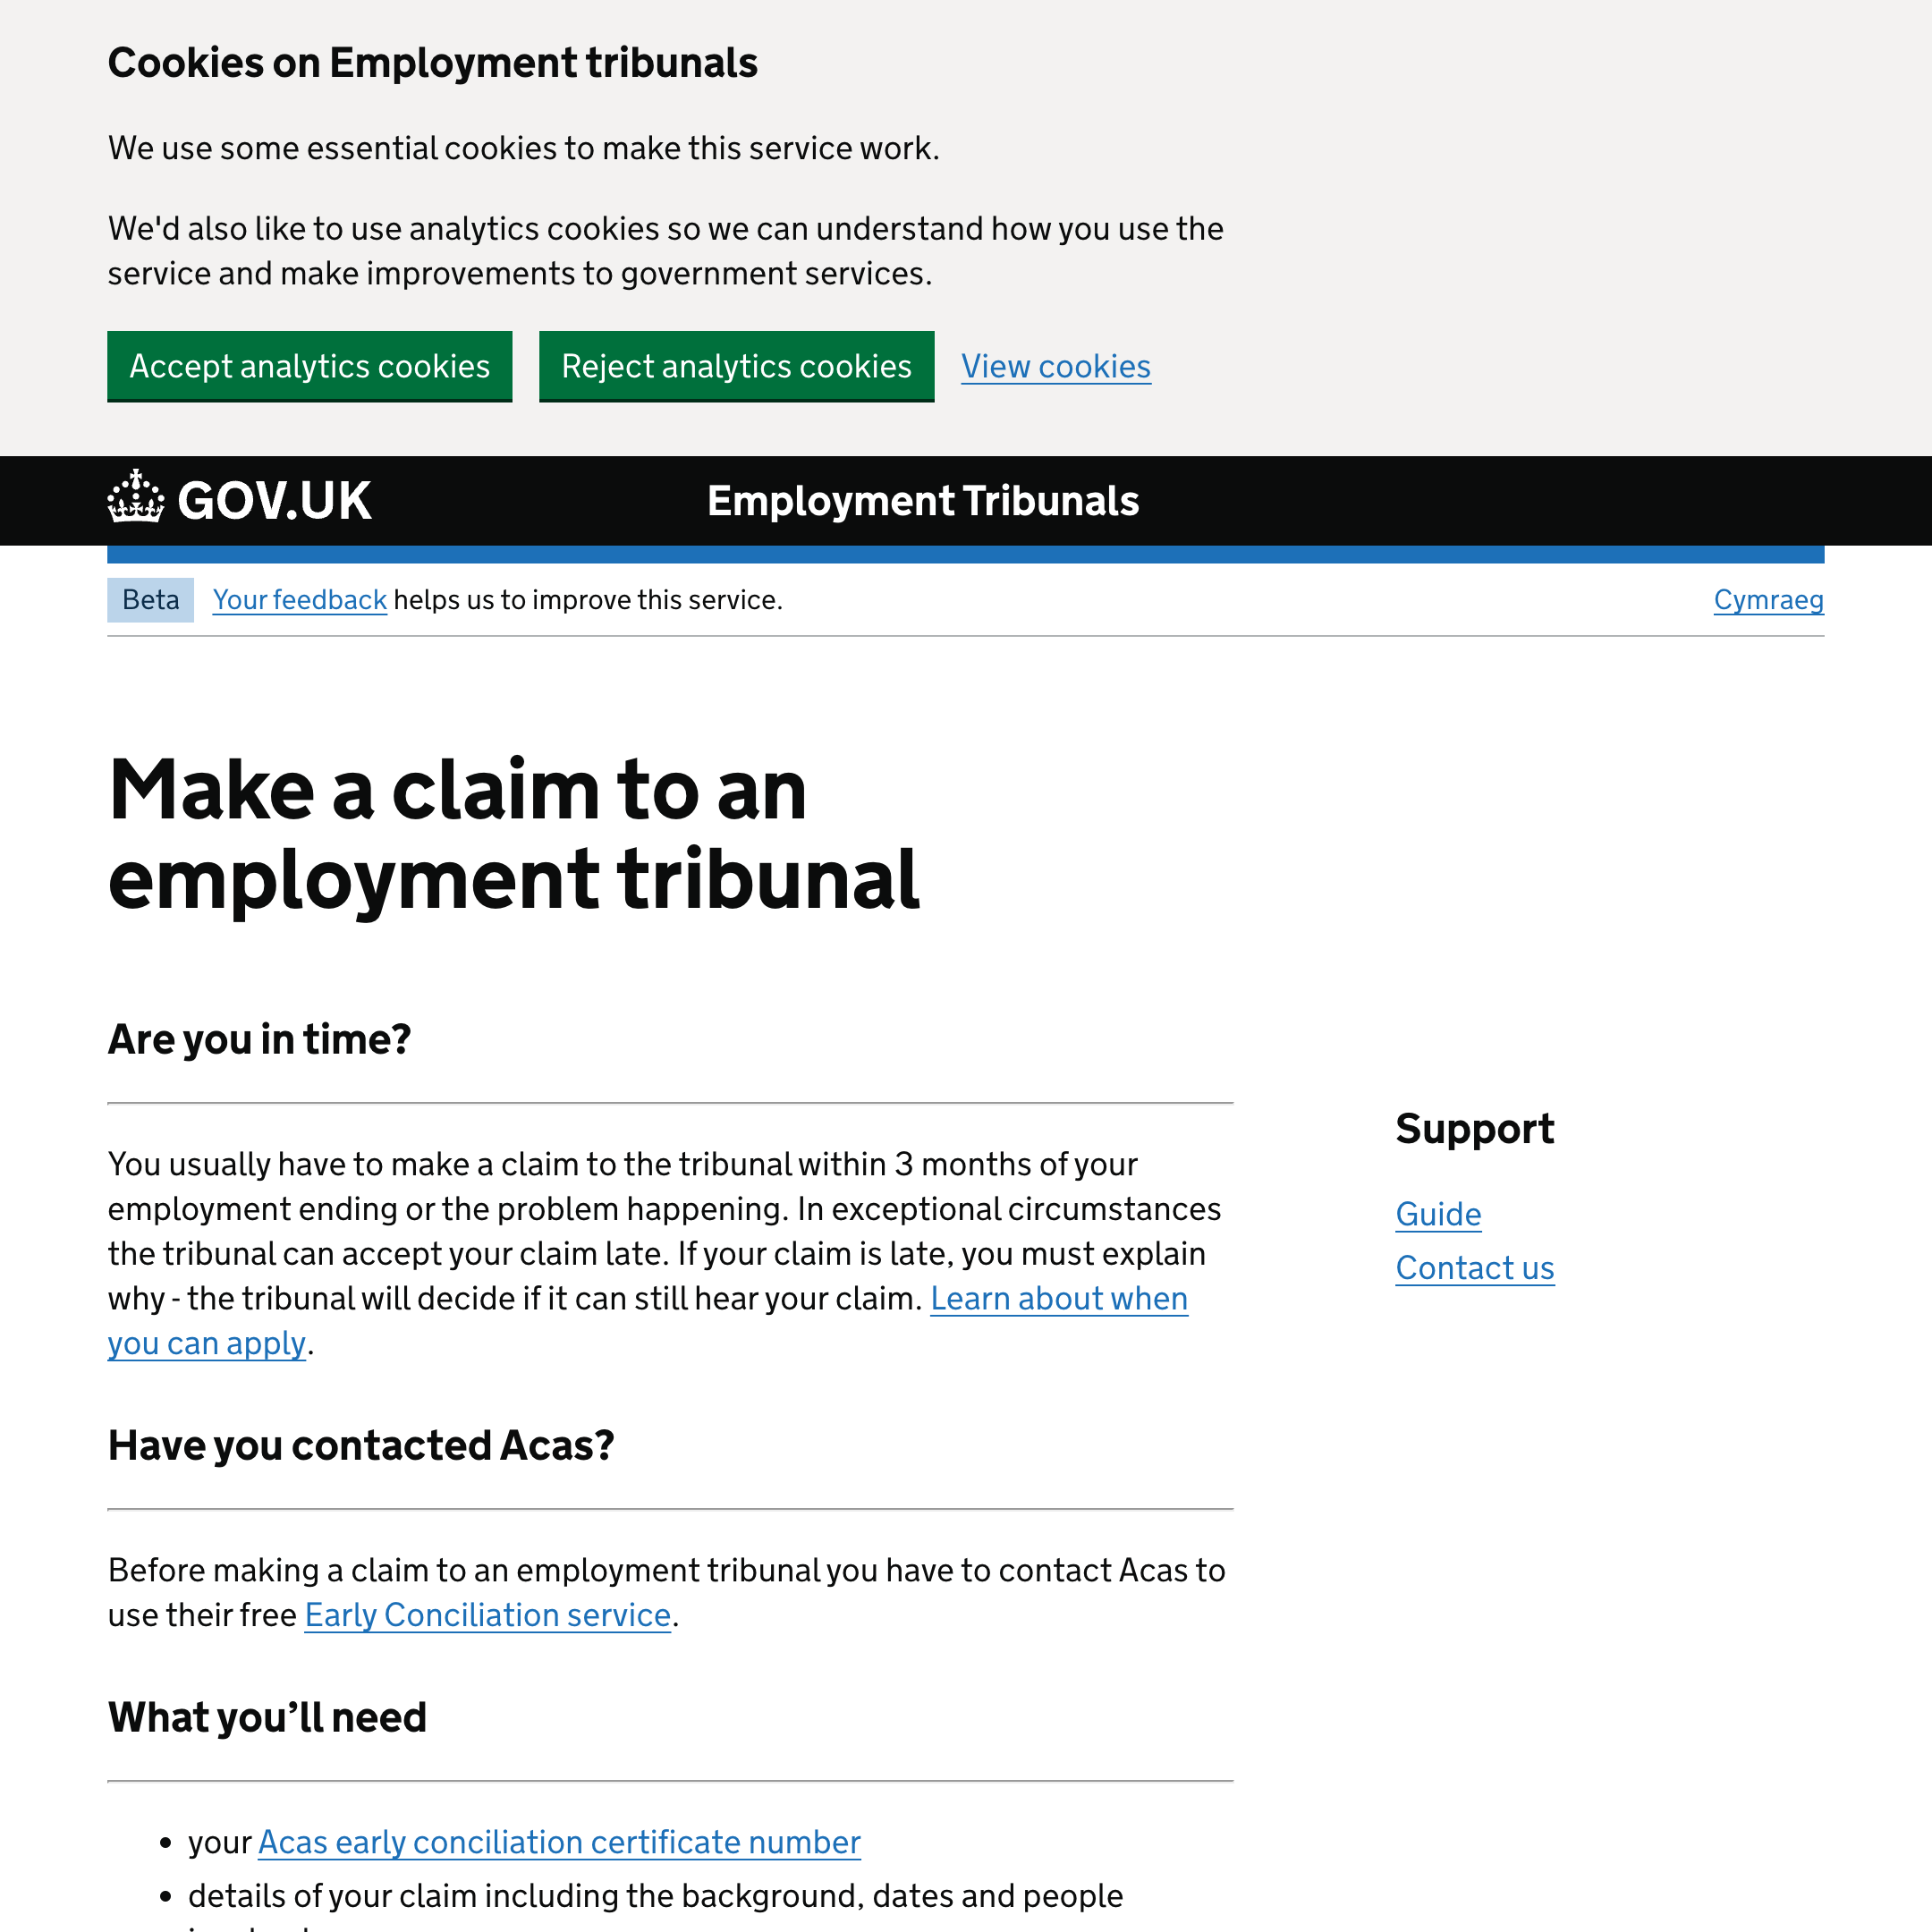 Cookies on Employment tribunals
We use some essential cookies to make this service work.
We'd also like to use analytics cookies so we can understand how you use the
service and make improvements to government services.
Accept analytics cookies
Reject analytics cookies
View cookies
GOV.UK
Employment Tribunals
Beta
Your feedback helps us to improve this service.
Cymraeg
Make a claim to an
employment tribunal
Are you in time?
You usually have to make a claim to the tribunal within 3 months of your
employment ending or the problem happening. In exceptional circumstances
the tribunal can accept your claim late. If your claim is late, you must explain
why - the tribunal will decide if it can still hear your claim. Learn about when
you can apply.
Support
Guide
Contact us
Have you contacted Acas?
Before making a claim to an employment tribunal you have to contact Acas to
use their free Early Conciliation service.
What you’ll need
• your Acas early conciliation certificate number
• details of your claim including the background, dates and people